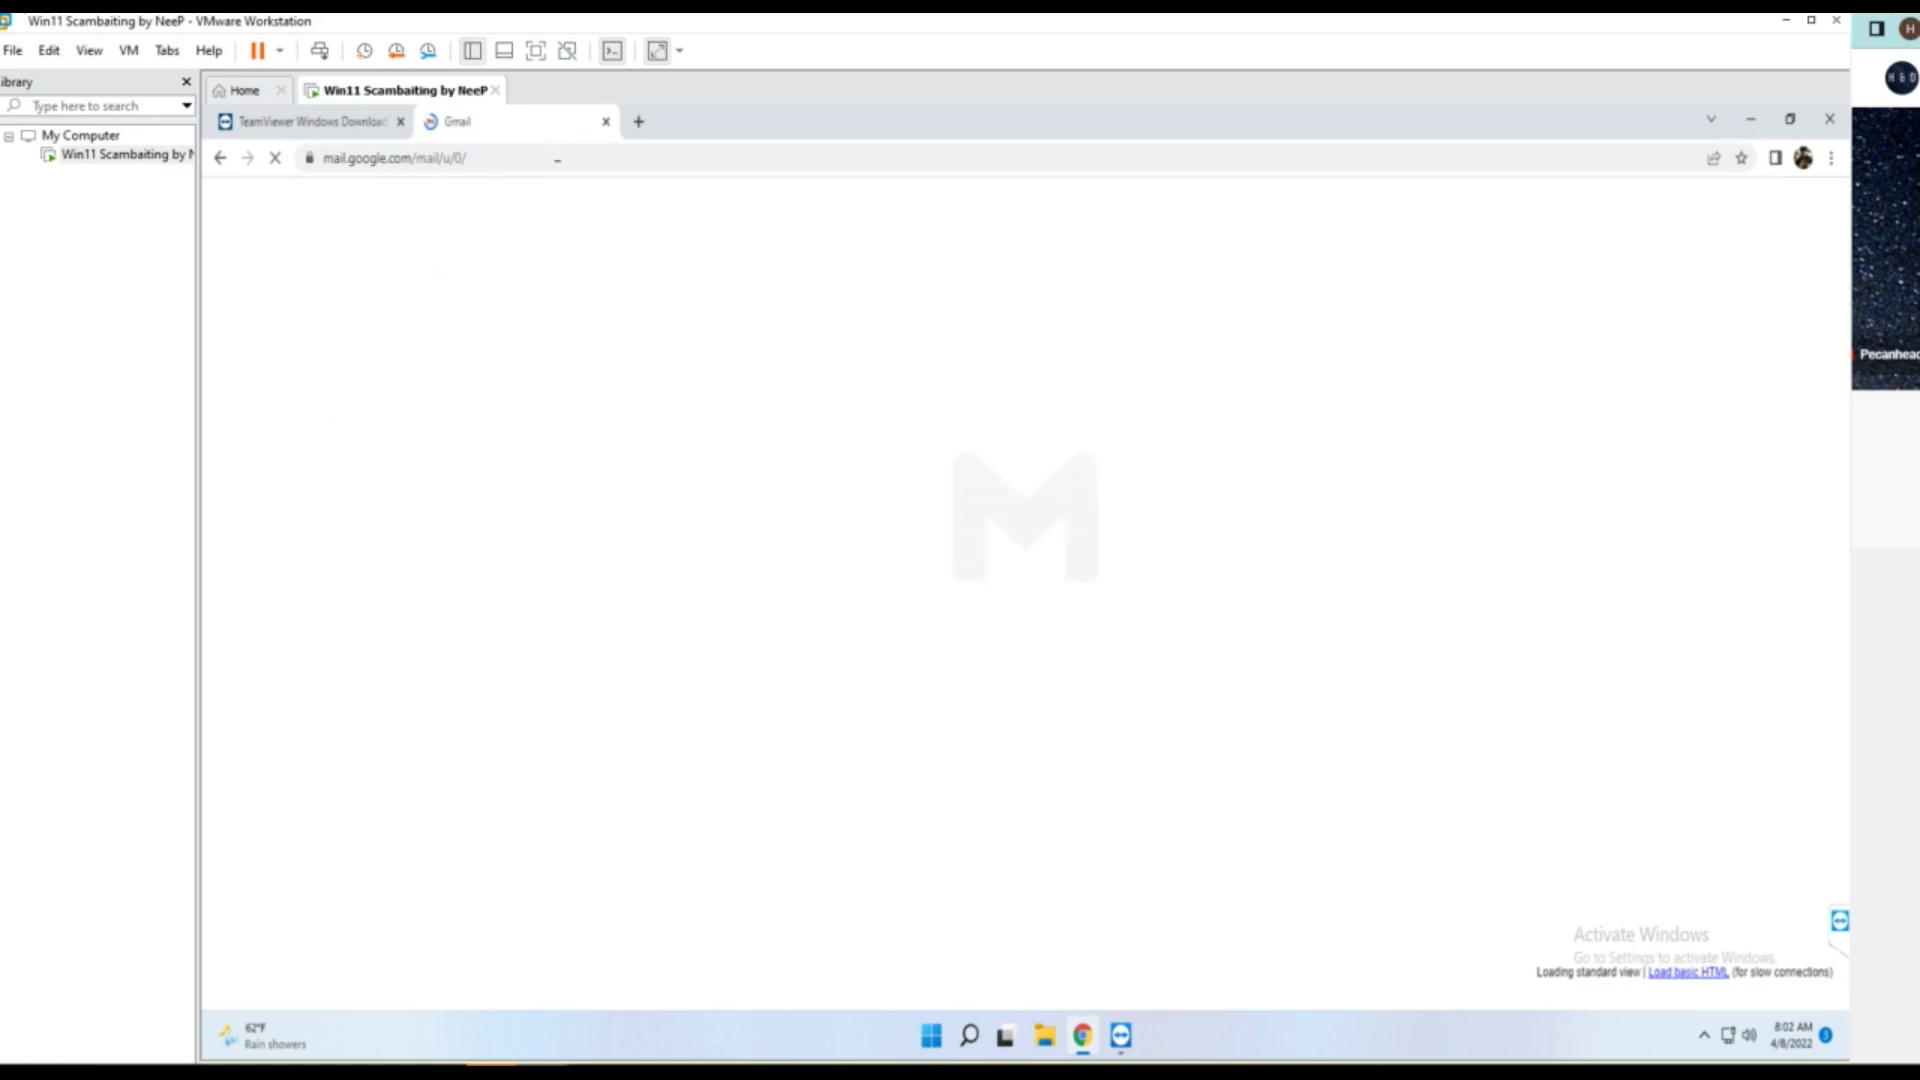 Win11 Scambaiting by NeeP - VMware Workstation
File Edit View VM Tabs Help
H
ibrary
Type here to search
Home
Win11 Scambaiting by NeeP
H & D
TeamViewer Windows Download
Gmail
My Computer
Win11 Scambaiting by N
mail.google.com/mail/u/0/
Pecanhead
M
Activate Windows
Go to Settings to activate Windows.
Loading standard view | Load basic HTML (for slow connections)
62°F
Rain showers
8:02 AM
4/8/2022